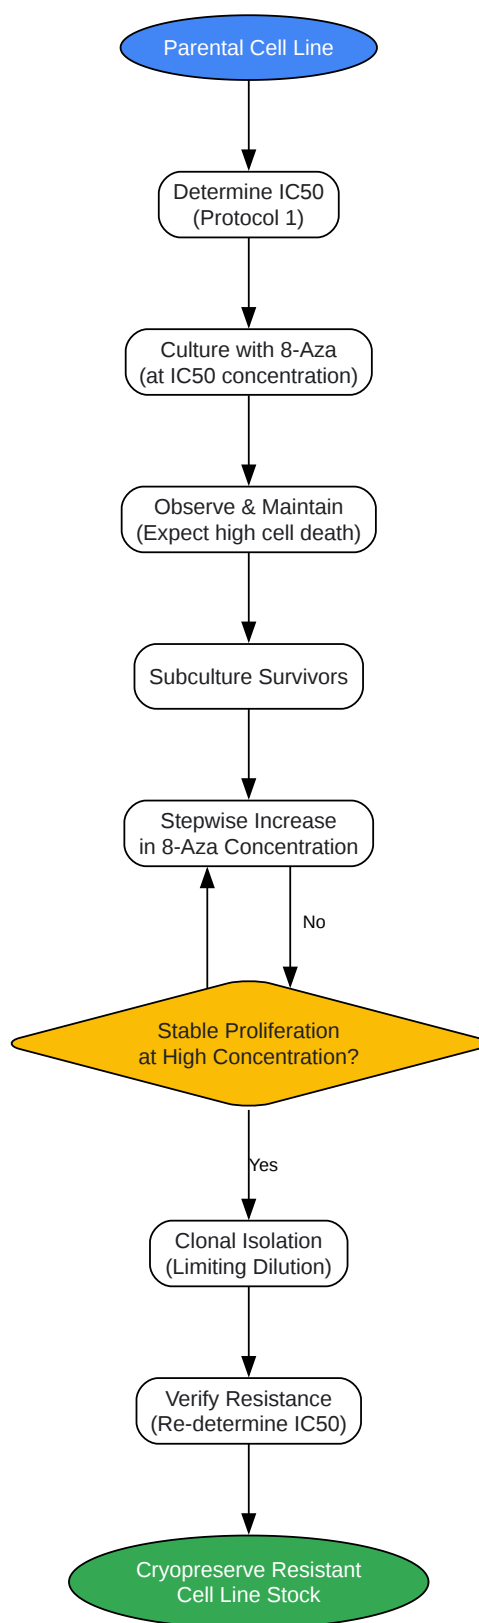 Parental Cell Line
Determine IC50
(Protocol 1)
Culture with 8-Aza
(at IC50 concentration)
Observe & Maintain
(Expect high cell death)
Subculture Survivors
Stepwise Increase
in 8-Aza Concentration
No
Stable Proliferation
at High Concentration?
Yes
Clonal Isolation
(Limiting Dilution)
Verify Resistance
(Re-determine IC50)
Cryopreserve Resistant
Cell Line Stock